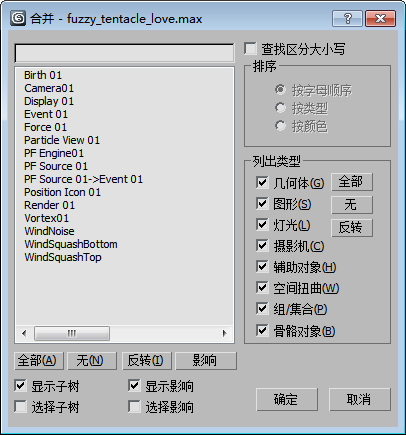 合并 - fuzzy_tentacle_love.max
查找区分大小写
Birth 01
Camera01
Display 01
Event 01
Force 01
Particle View 01
PF Engine01
PF Source 01
PF Source 01->Event 01
Position Icon 01
Render 01
Vortex01
WindNoise
WindSquashBottom
WindSquashTop
排序
按字母顺序
按类型
按颜色
列出类型
几何体(G) 全部
图形(S) 无
灯光(L) 反转
摄影机(C)
辅助对象(H)
空间扭曲(W)
组/集合(P)
骨骼对象(B)
全部(A) 无(N) 反转(I) 影响
显示子树 显示影响
选择子树 选择影响
确定 取消